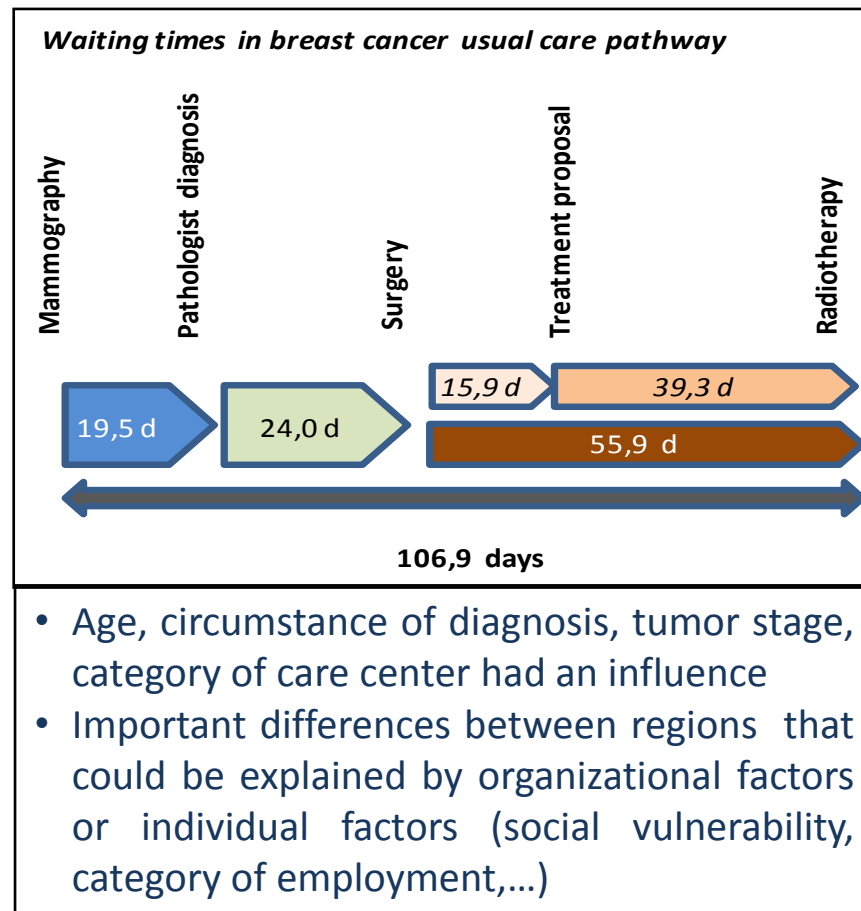 Waiting times in breast cancer usual care pathway
Mammography
Pathologist diagnosis
Surgery
Treatment proposal
Radiotherapy
19,5 d
24,0 d
15,9 d
39,3 d
55,9 d
106,9 days
• Age, circumstance of diagnosis, tumor stage,
category of care center had an influence
• Important differences between regions that
could be explained by organizational factors
or individual factors (social vulnerability,
category of employment,...)